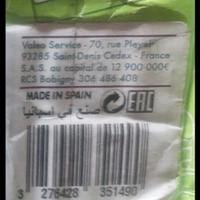 Valeo Service - 70, rue Pleyel
93285 Saint-Denis Cedex - France
S.A.S. au capital de 12 900 000€
RCS Bobigny 306 486 408
MADE IN SPAIN
EAC
صنع في اسبانيا
3 276428 351490